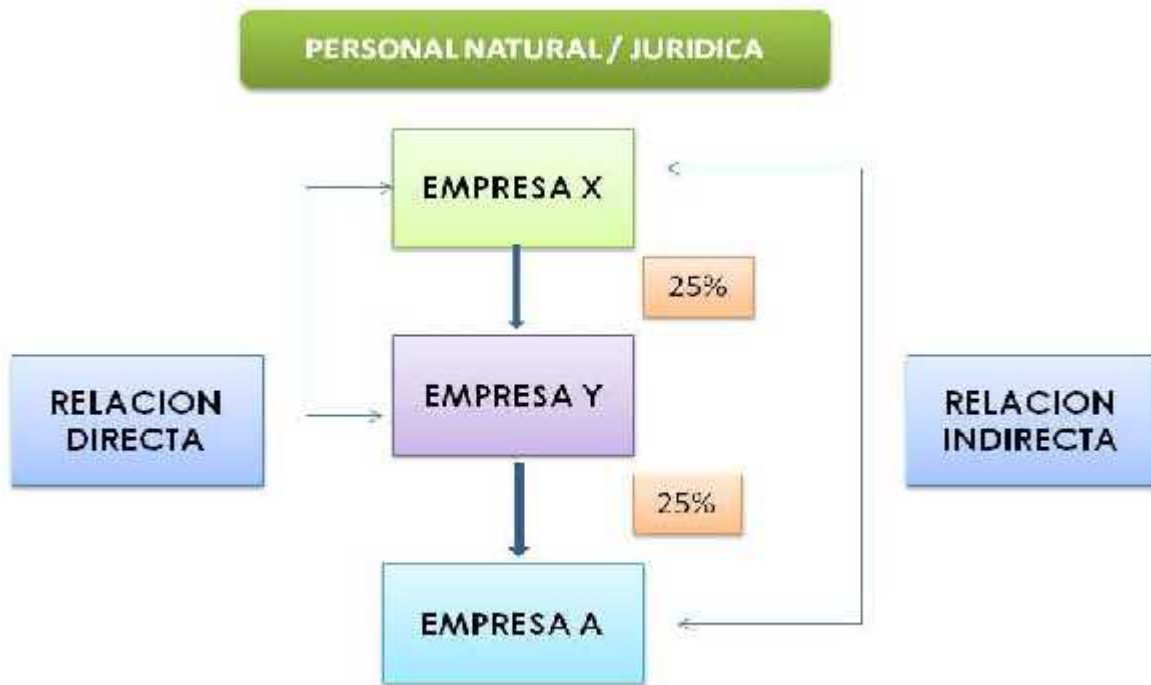 PERSONAL NATURAL / JURIDICA
EMPRESA X
25%
RELACION
DIRECTA
EMPRESA Y
RELACION
INDIRECTA
25%
EMPRESA A